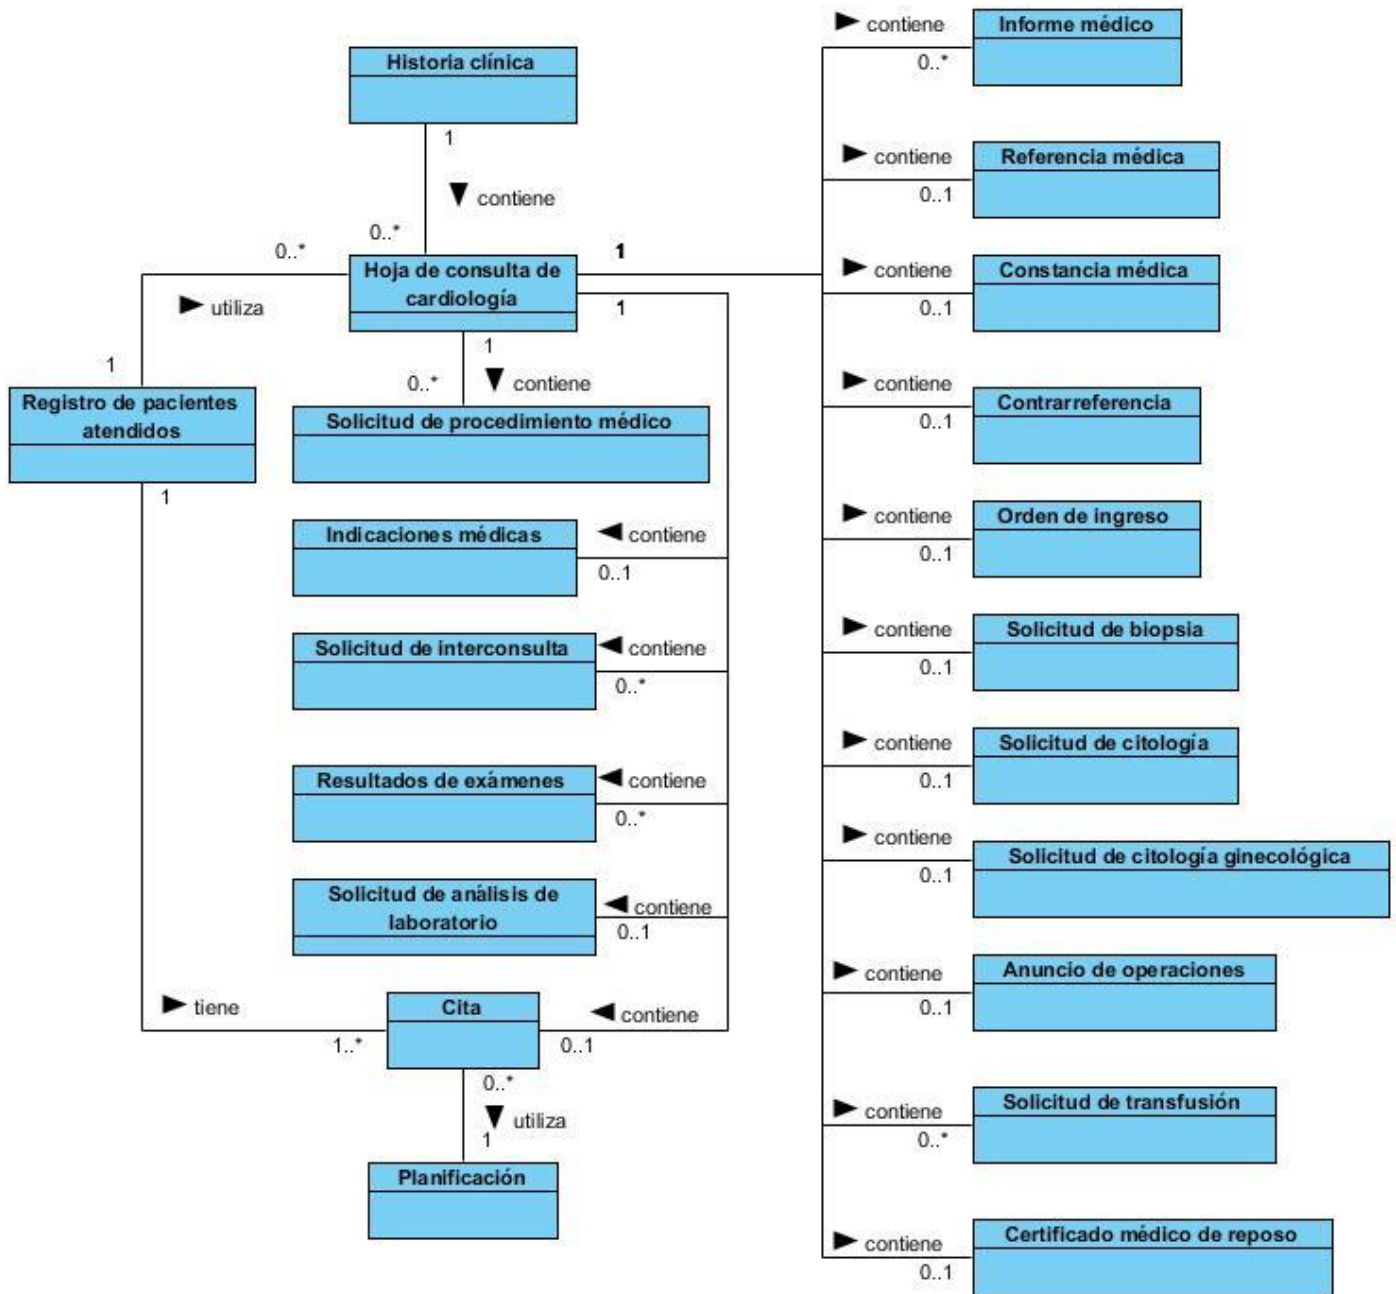 Historia clínica
1
contiene
0..*
0..*
Hoja de consulta de
cardiología
1
1
utiliza
1
1
0..*
contiene
Registro de pacientes
atendidos
1
Solicitud de procedimiento médico
Indicaciones médicas
contiene
0..1
Solicitud de interconsulta
contiene
0..*
Resultados de exámenes
contiene
0..*
Solicitud de análisis de
laboratorio
contiene
0..1
tiene
1..*
Cita
contiene
0..1
0..*
utiliza
1
Planificación
contiene
0..*
Informe médico
contiene
0..1
Referencia médica
contiene
0..1
Constancia médica
contiene
0..1
Contrarreferencia
contiene
0..1
Orden de ingreso
contiene
0..1
Solicitud de biopsia
contiene
0..1
Solicitud de citología
contiene
0..1
Solicitud de citología ginecológica
contiene
0..1
Anuncio de operaciones
contiene
0..*
Solicitud de transfusión
contiene
0..1
Certificado médico de reposo